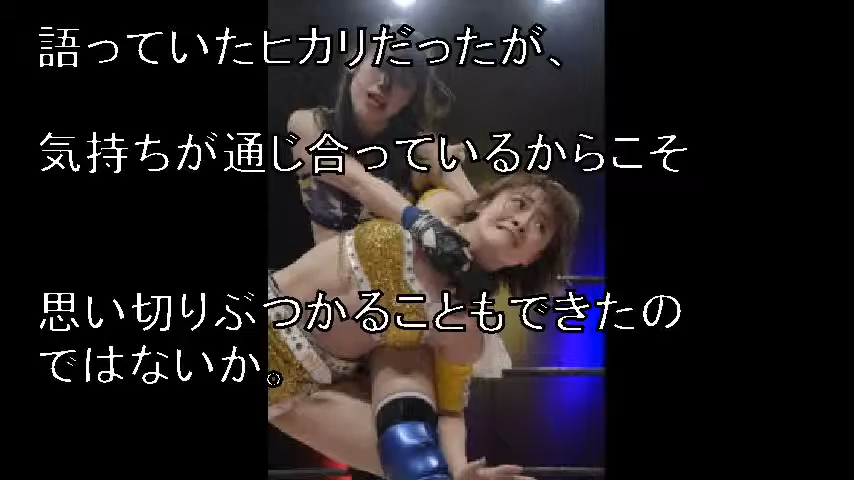 語っていたヒカリだったが、
気持ちが通じ合っているからこそ
思い切りぶつかることもできたの
ではないか。